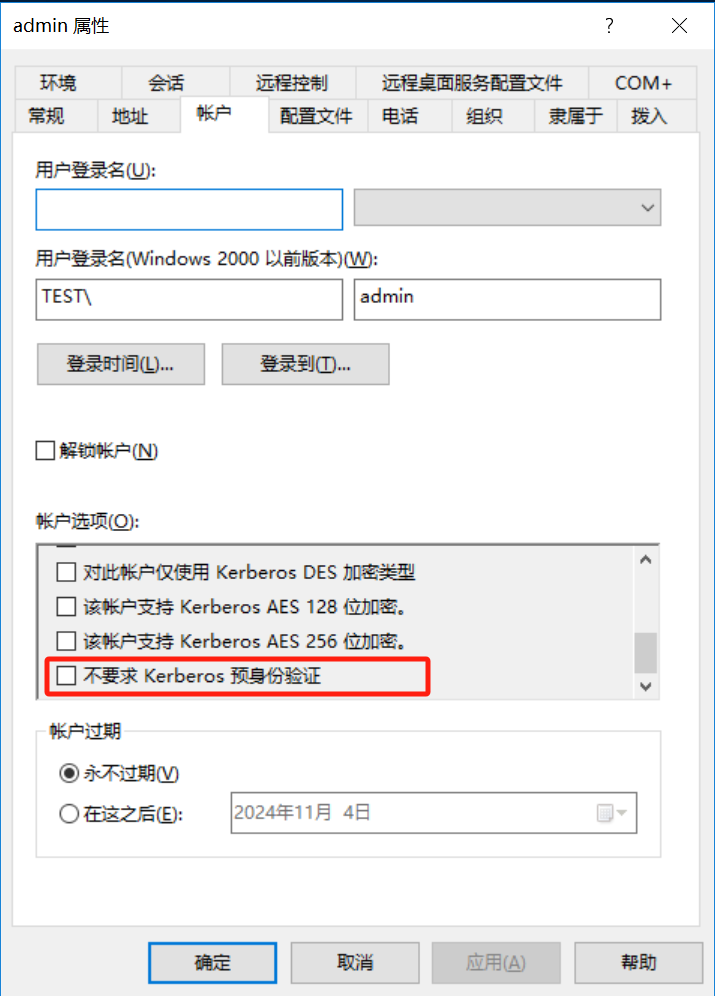 admin 属性
环境 会话 远程控制 远程桌面服务配置文件 COM+
常规 地址 帐户 配置文件 电话 组织 隶属于 拨入
用户登录名(U):
用户登录名(Windows 2000 以前版本)(W):
TEST\ admin
登录时间(L)... 登录到(T)...
解锁帐户(N)
帐户选项(O):
对此帐户仅使用 Kerberos DES 加密类型
该帐户支持 Kerberos AES 128 位加密。
该帐户支持 Kerberos AES 256 位加密。
不要求 Kerberos 预身份验证
帐户过期
永不过期(V)
在这之后(E): 2024年11月 4日
确定 取消 应用(A) 帮助